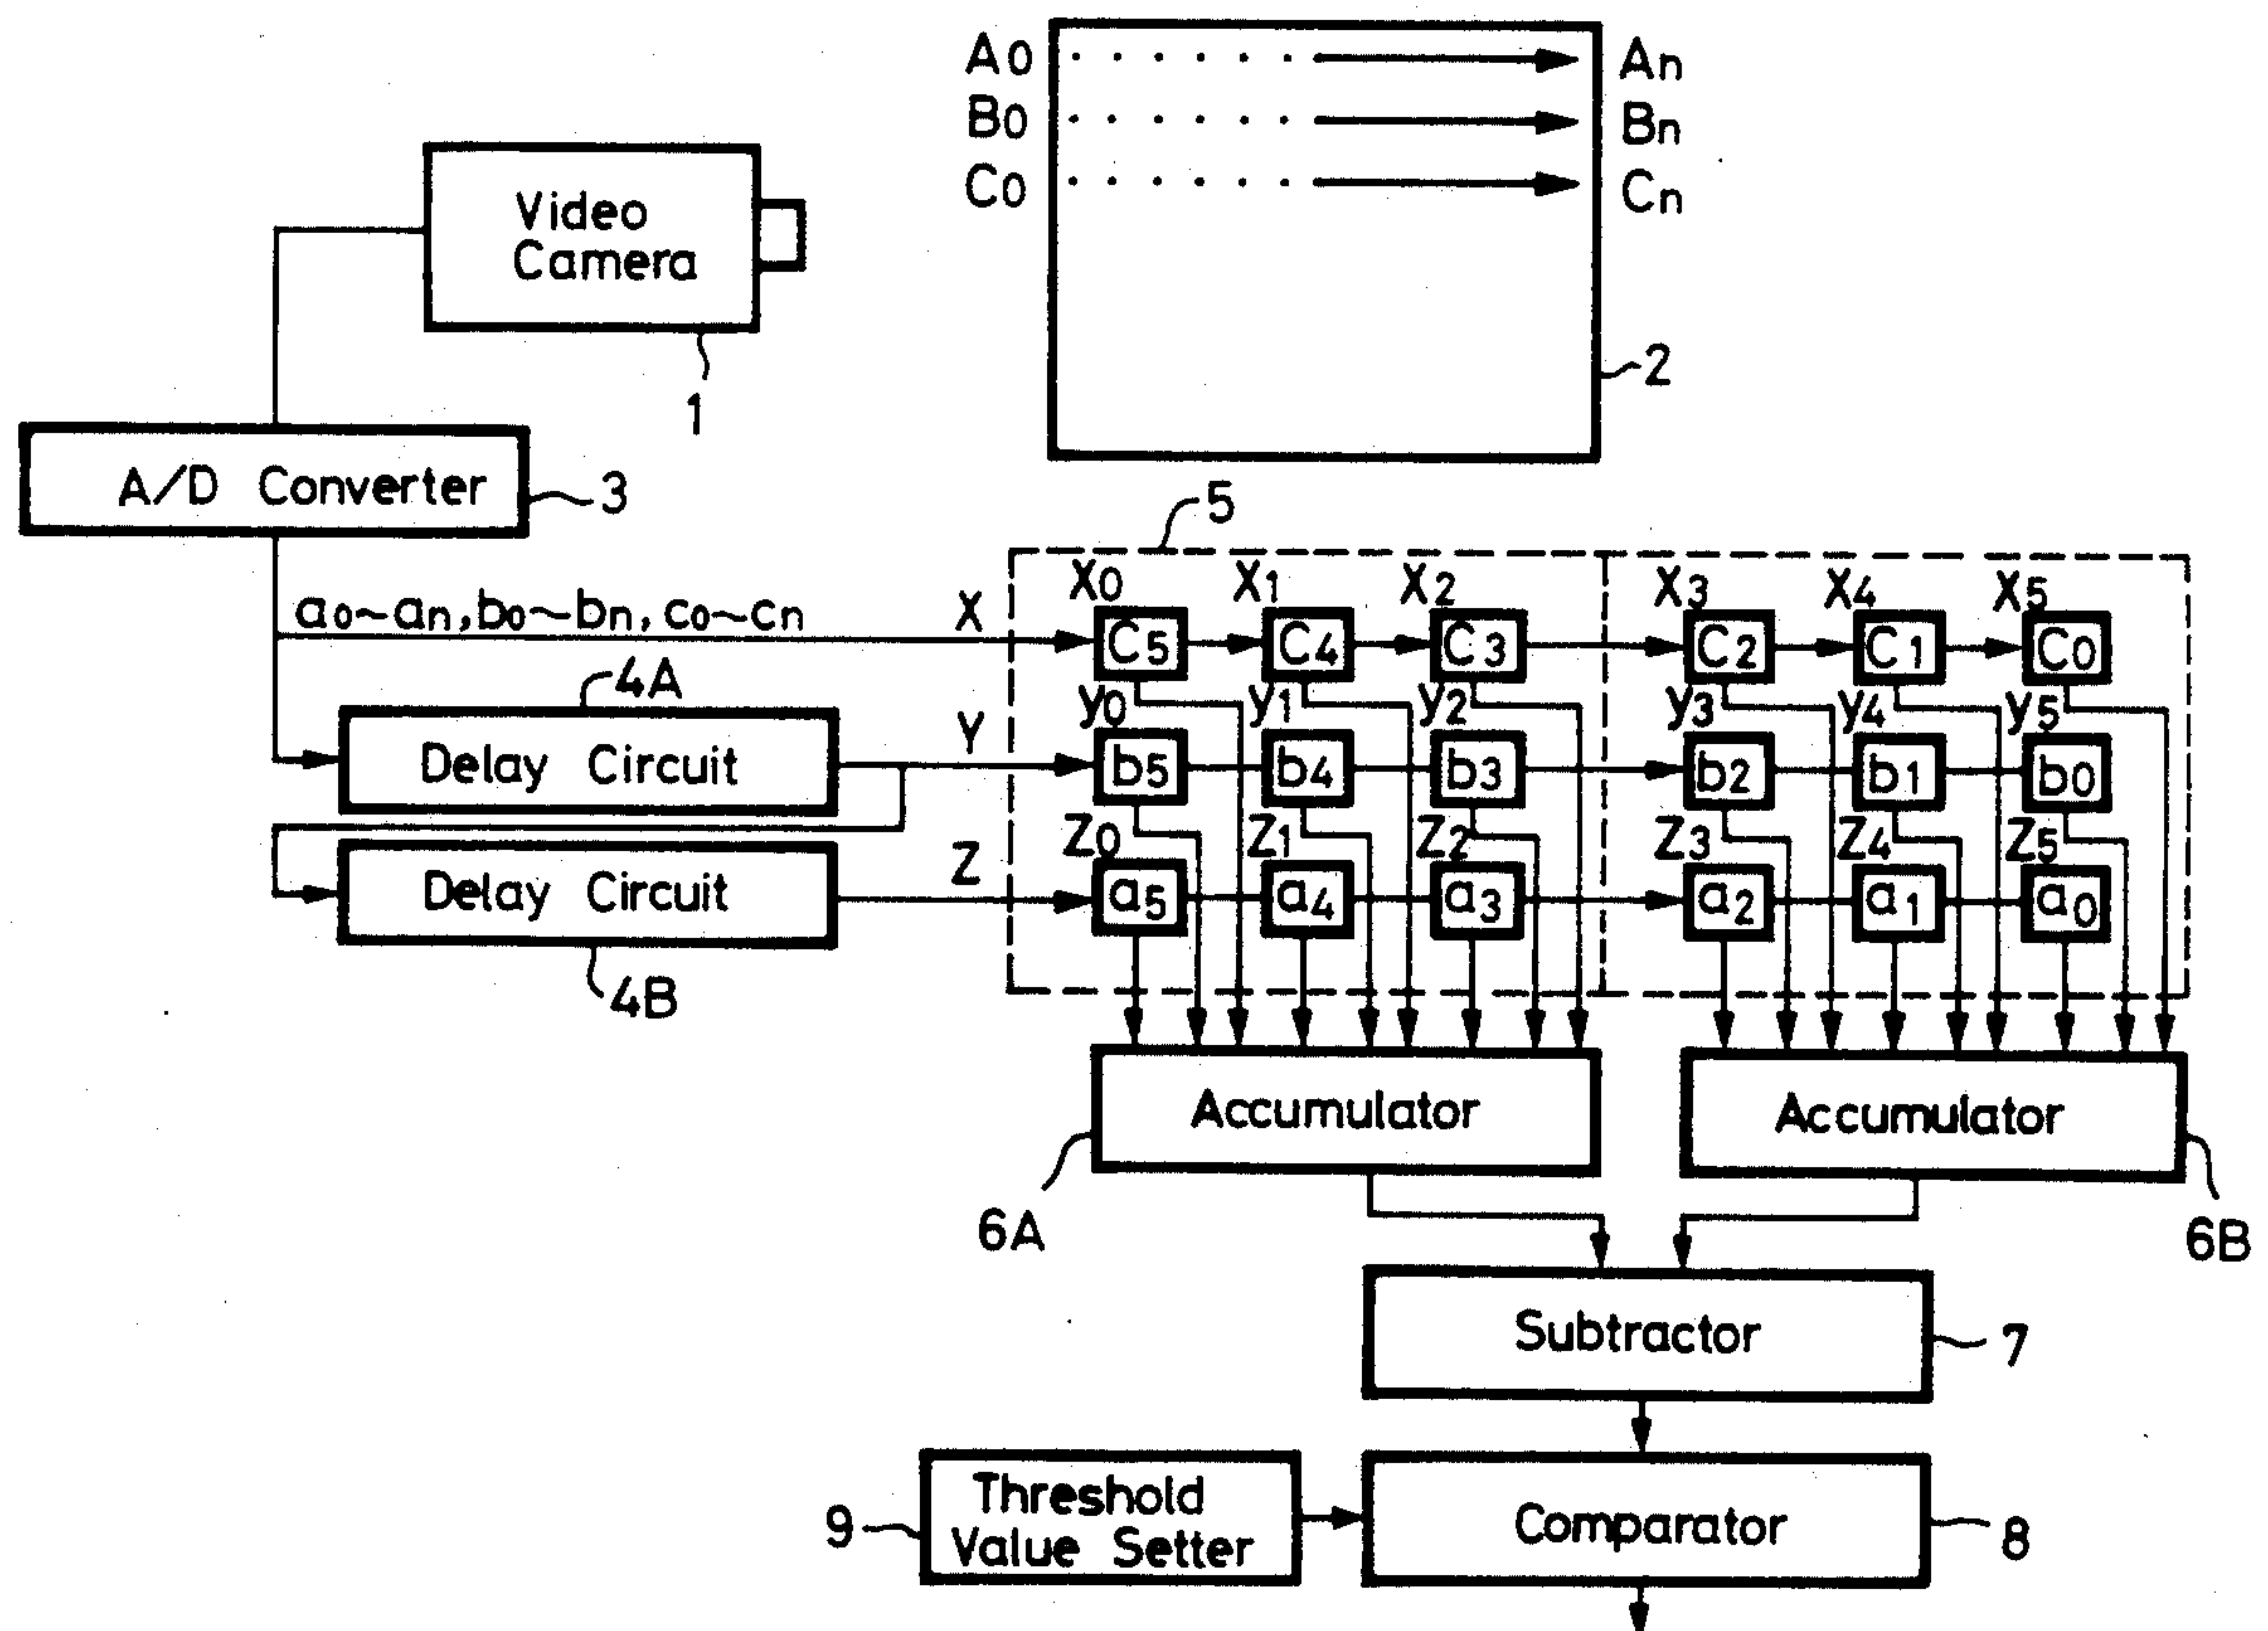 A0 An
B0 Bn
C0 Cn
Video
Camera
1
2
A/D Converter
3
5
a0~an, b0~bn, c0~cn
X
X0 X1 X2 X3 X4 X5
C5 C4 C3 C2 C1 C0
4A
Delay Circuit
Y
y0 y1 y2 y3 y4 y5
b5 b4 b3 b2 b1 b0
Delay Circuit
4B
Z
Z0 Z1 Z2 Z3 Z4 Z5
a5 a4 a3 a2 a1 a0
Accumulator
Accumulator
6A
6B
Subtractor
7
Threshold
Value Setter
9
Comparator
8